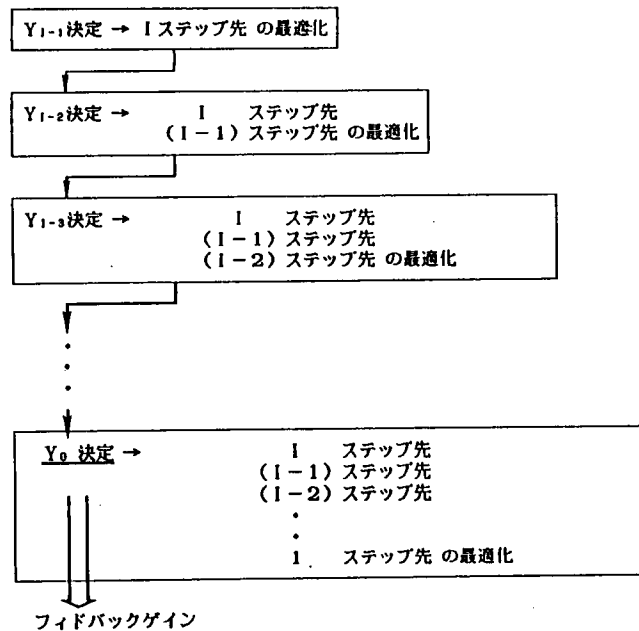 Y I-1決定 → I ステップ先 の最適化
Y I-2決定 → I ステップ先
(I-1) ステップ先 の最適化
Y I-3決定 → I ステップ先
(I-1) ステップ先
(I-2) ステップ先 の最適化
・
・
・
Y0 決定 → I ステップ先
(I-1) ステップ先
(I-2) ステップ先
・
・
1 ステップ先 の最適化
フィドバックゲイン